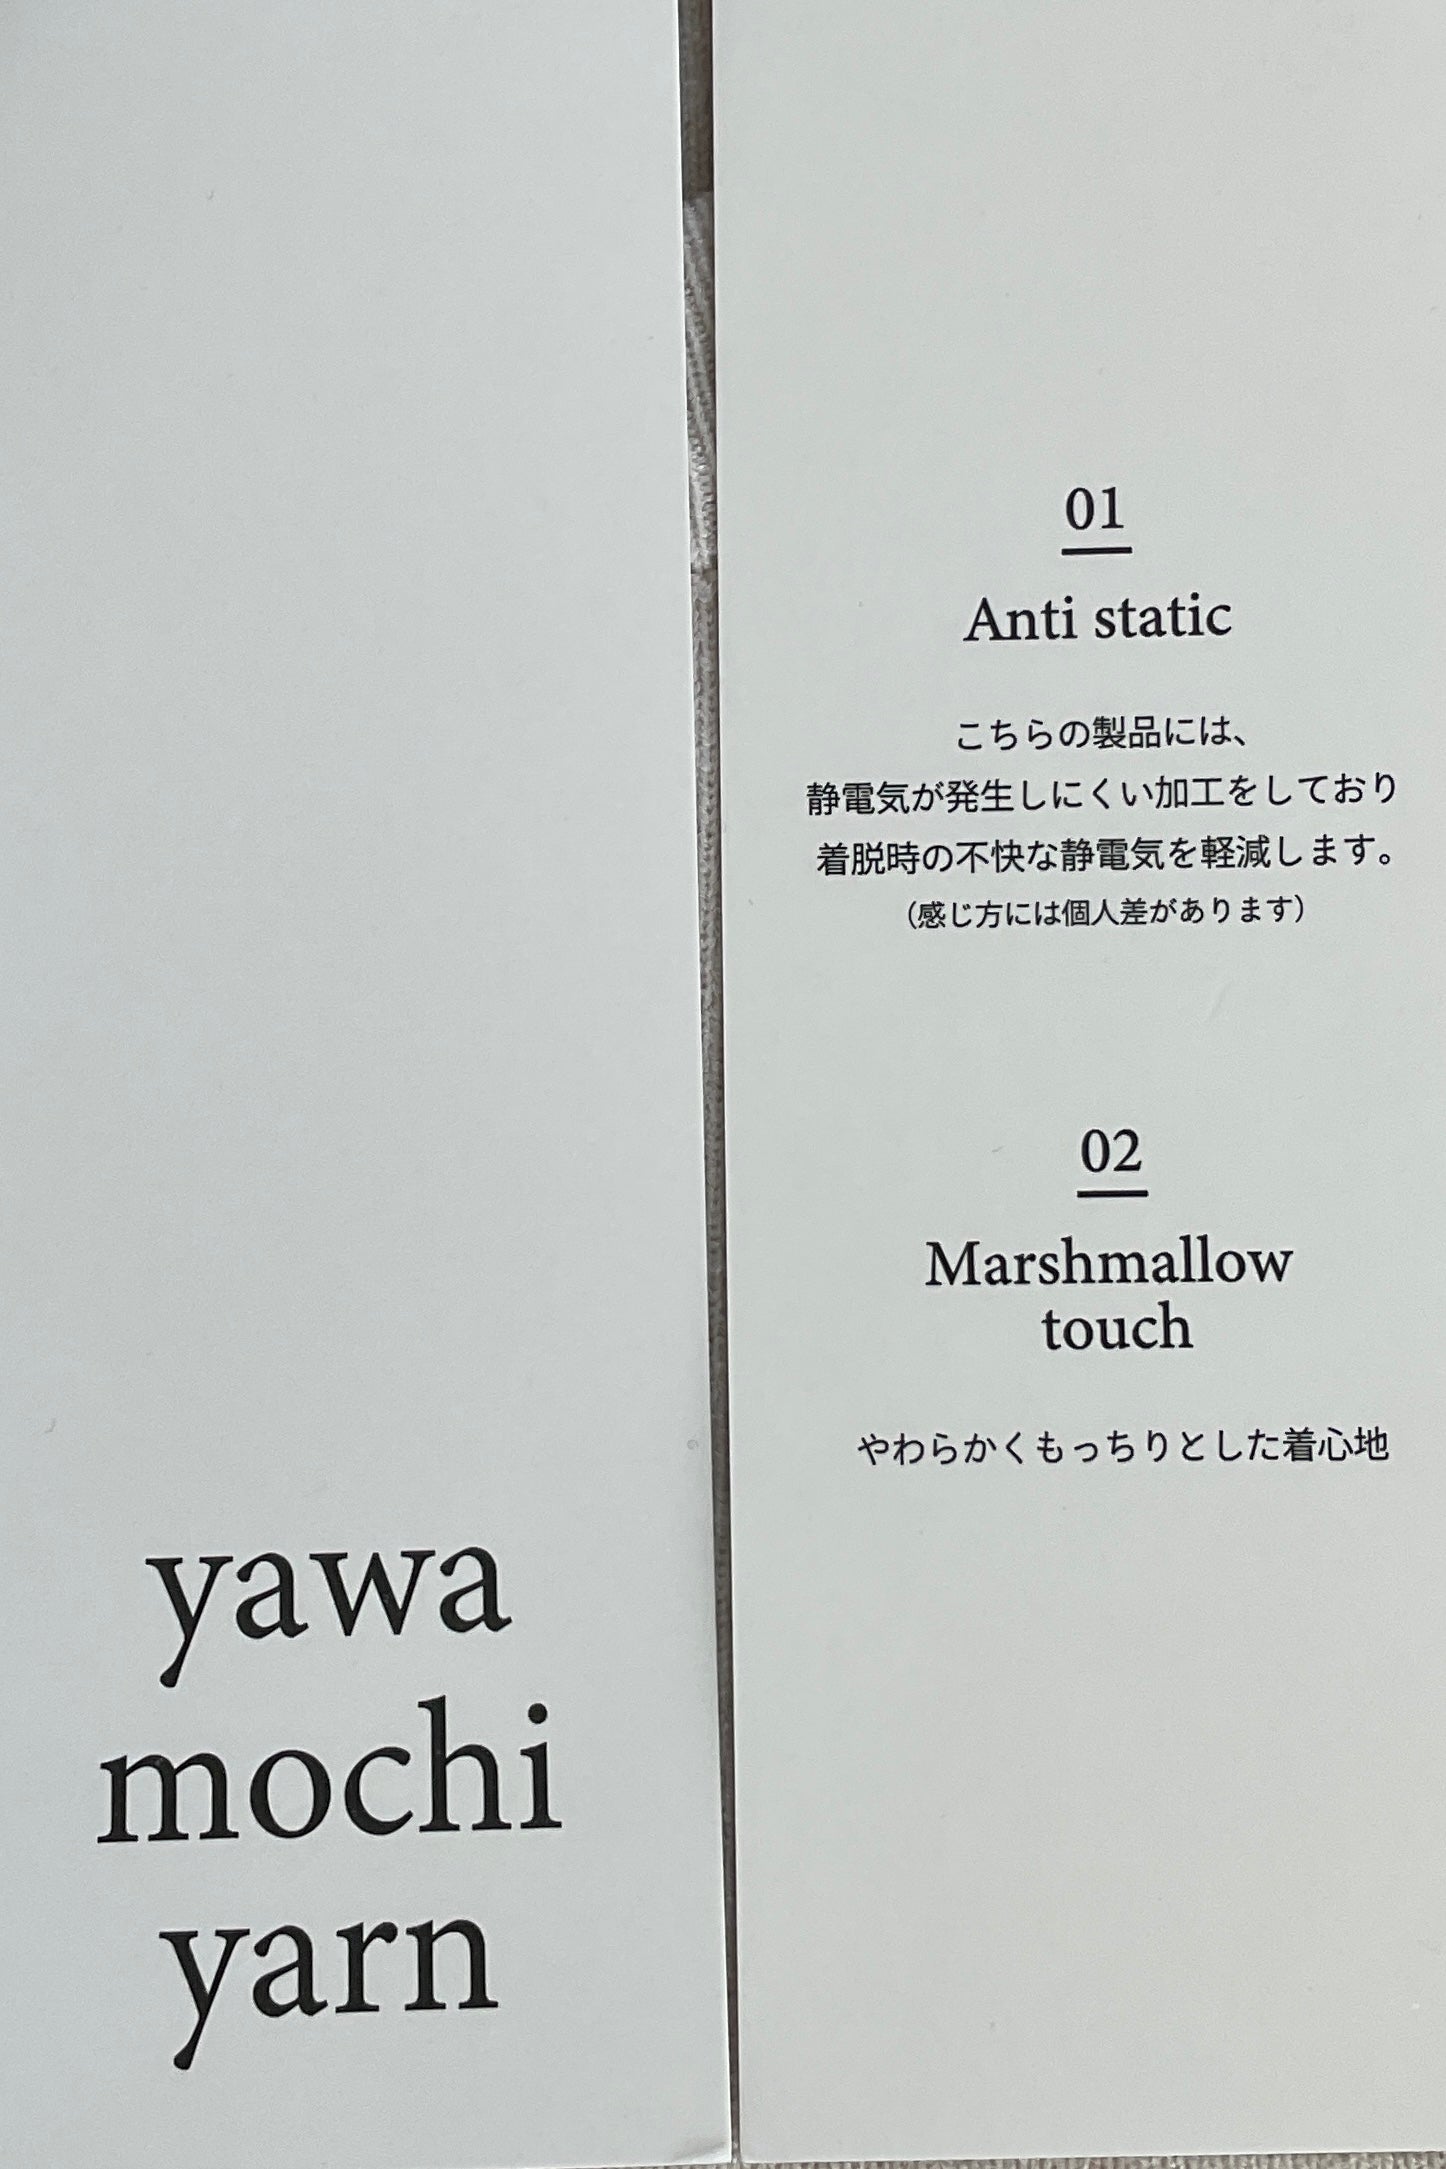 yawa
mochi
yarn
01
Anti static
こちらの製品には、
静電気が発生しにくい加工をしており
着脱時の不快な静電気を軽減します。
（感じ方には個人差があります）
02
Marshmallow
touch
やわらかくもっちりとした着心地